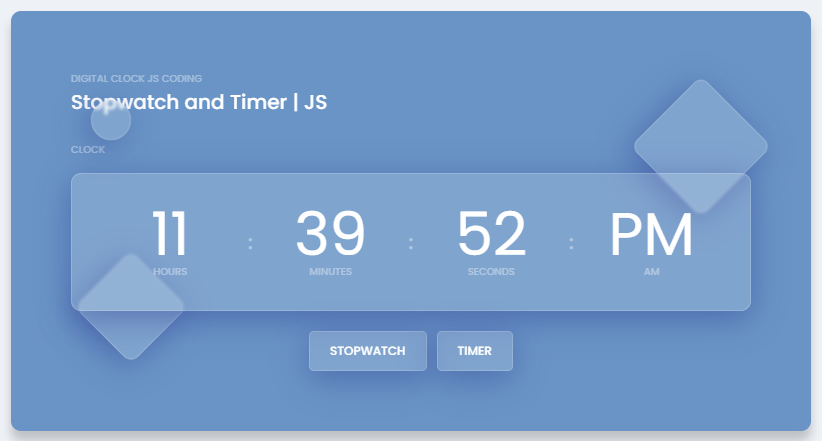 DIGITAL CLOCK JS CODING
Stopwatch and Timer | JS
CLOCK
11 : 39 : 52 PM
HOURS MINUTES SECONDS AM
STOPWATCH TIMER